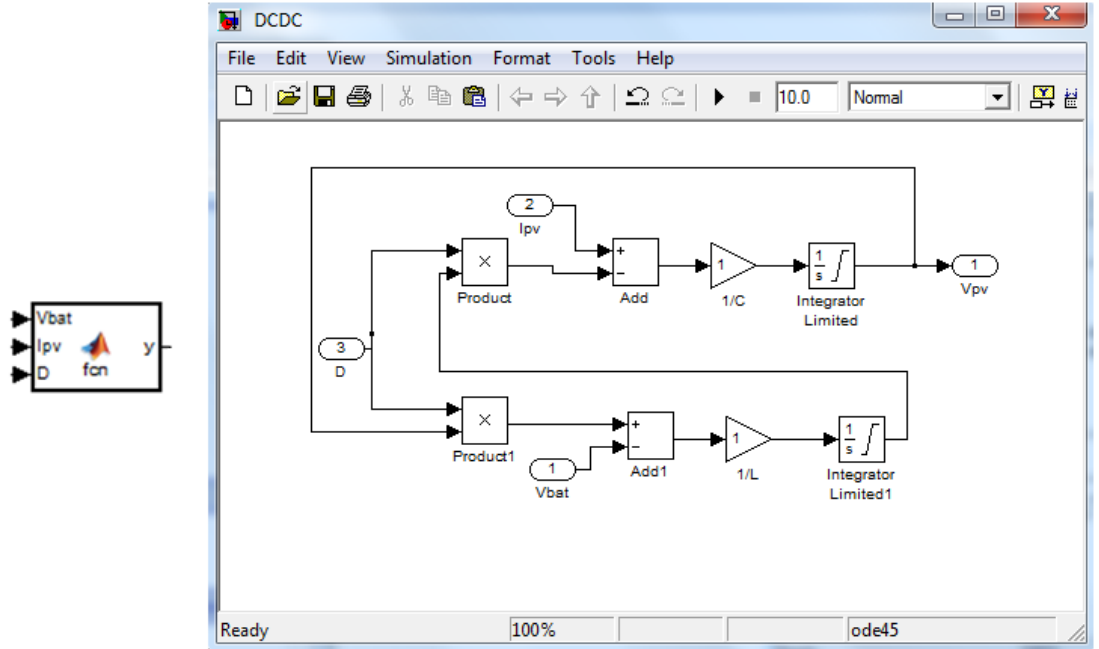 DCDC
File Edit View Simulation Format Tools Help
10.0 Normal
2
Ipv
×
Product
+
−
Add
1
1/C
1
s
Integrator
Limited
1
Vpv
3
D
×
Product1
1
Vbat
+
−
Add1
1
1/L
1
s
Integrator
Limited1
Vbat
Ipv
D
fcn
y
Ready 100% ode45